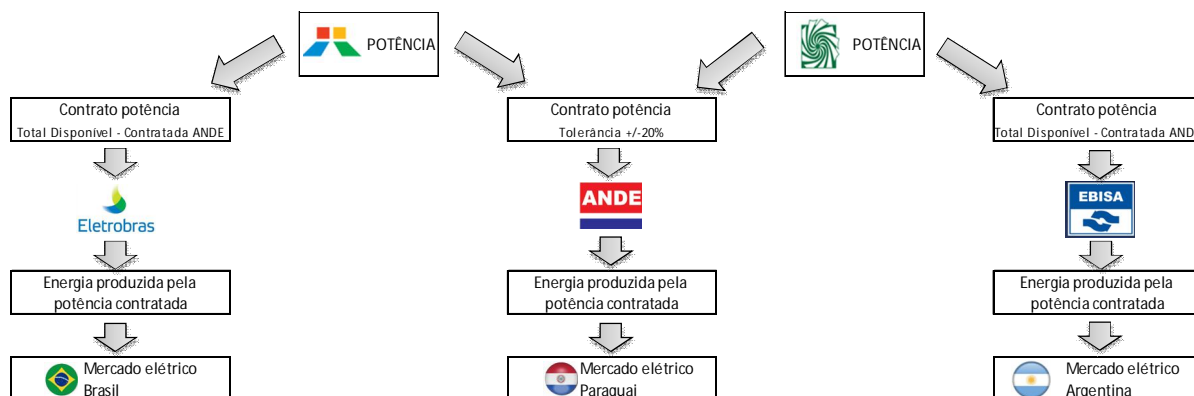 POTÊNCIA
POTÊNCIA
Contrato potência
Total Disponível - Contratada ANDE
Contrato potência
Tolerância +/-20%
Contrato potência
Total Disponível - Contratada AND
Eletrobras
ANDE
EBISA
Energia produzida pela
potência contratada
Energia produzida pela
potência contratada
Energia produzida pela
potência contratada
Mercado elétrico
Brasil
Mercado elétrico
Paraguai
Mercado elétrico
Argentina